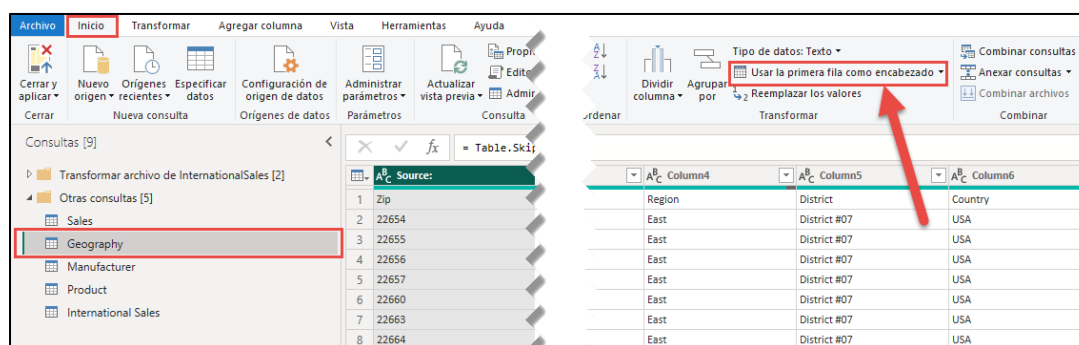 Archivo Inicio Transformar Agregar columna Vista Herramientas Ayuda
Cerrar y aplicar
Nuevo origen
Orígenes recientes
Especificar datos
Configuración de origen de datos
Administrar parámetros
Actualizar vista previa
Dividir columna
Agrupar por
Tipo de datos: Texto
Usar la primera fila como encabezado
Reemplazar los valores
Combinar consultas
Anexar consultas
Combinar archivos
Cerrar Nueva consulta Orígenes de datos Parámetros Consulta Transformar Combinar
Consultas [9]
fx = Table.Skip
Transformar archivo de InternationalSales [2]
Otras consultas [5]
Sales
Geography
Manufacturer
Product
International Sales
Source: Column4 Column5 Column6
1 Zip Region District Country
2 22654 East District #07 USA
3 22655 East District #07 USA
4 22656 East District #07 USA
5 22657 East District #07 USA
6 22660 East District #07 USA
7 22663 East District #07 USA
8 22664 East District #07 USA